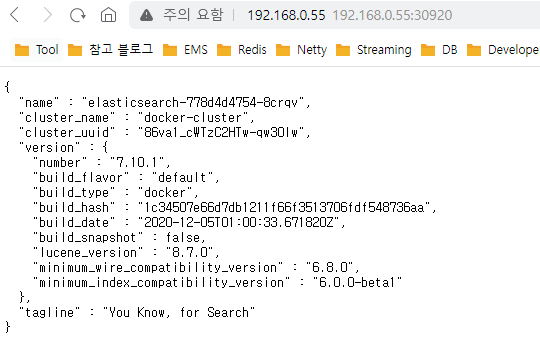 주의 요함 192.168.0.55 192.168.0.55:30920
Tool 참고 블로그 EMS Redis Netty Streaming DB Develope
{
"name" : "elasticsearch-778d4d4754-8crqv",
"cluster_name" : "docker-cluster",
"cluster_uuid" : "86va1_cWTzC2HTw-qw3OIw",
"version" : {
"number" : "7.10.1",
"build_flavor" : "default",
"build_type" : "docker",
"build_hash" : "1c34507e66d7db1211f66f3513706fdf548736aa",
"build_date" : "2020-12-05T01:00:33.671820Z",
"build_snapshot" : false,
"lucene_version" : "8.7.0",
"minimum_wire_compatibility_version" : "6.8.0",
"minimum_index_compatibility_version" : "6.0.0-beta1"
},
"tagline" : "You Know, for Search"
}